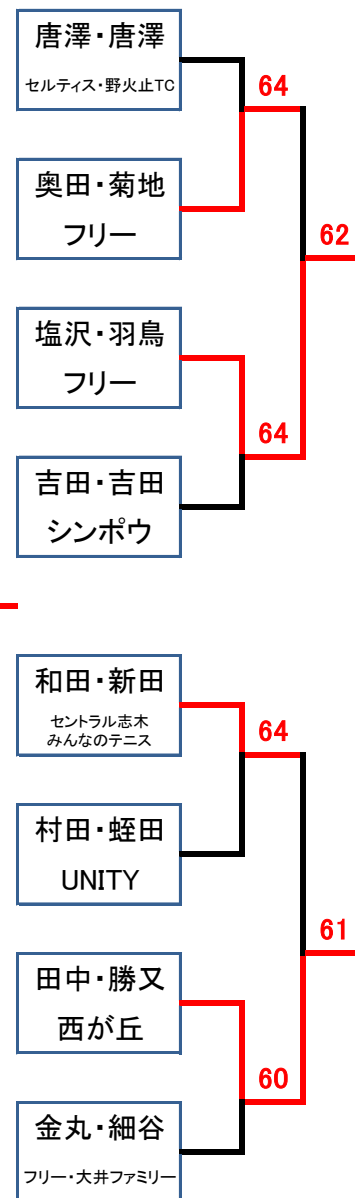 唐澤・唐澤
セルティス・野火止TC
64
奥田・菊地
フリー
62
塩沢・羽鳥
フリー
64
吉田・吉田
シンポウ
和田・新田
セントラル志木
みんなのテニス
64
村田・蛭田
UNITY
61
田中・勝又
西が丘
60
金丸・細谷
フリー・大井ファミリー